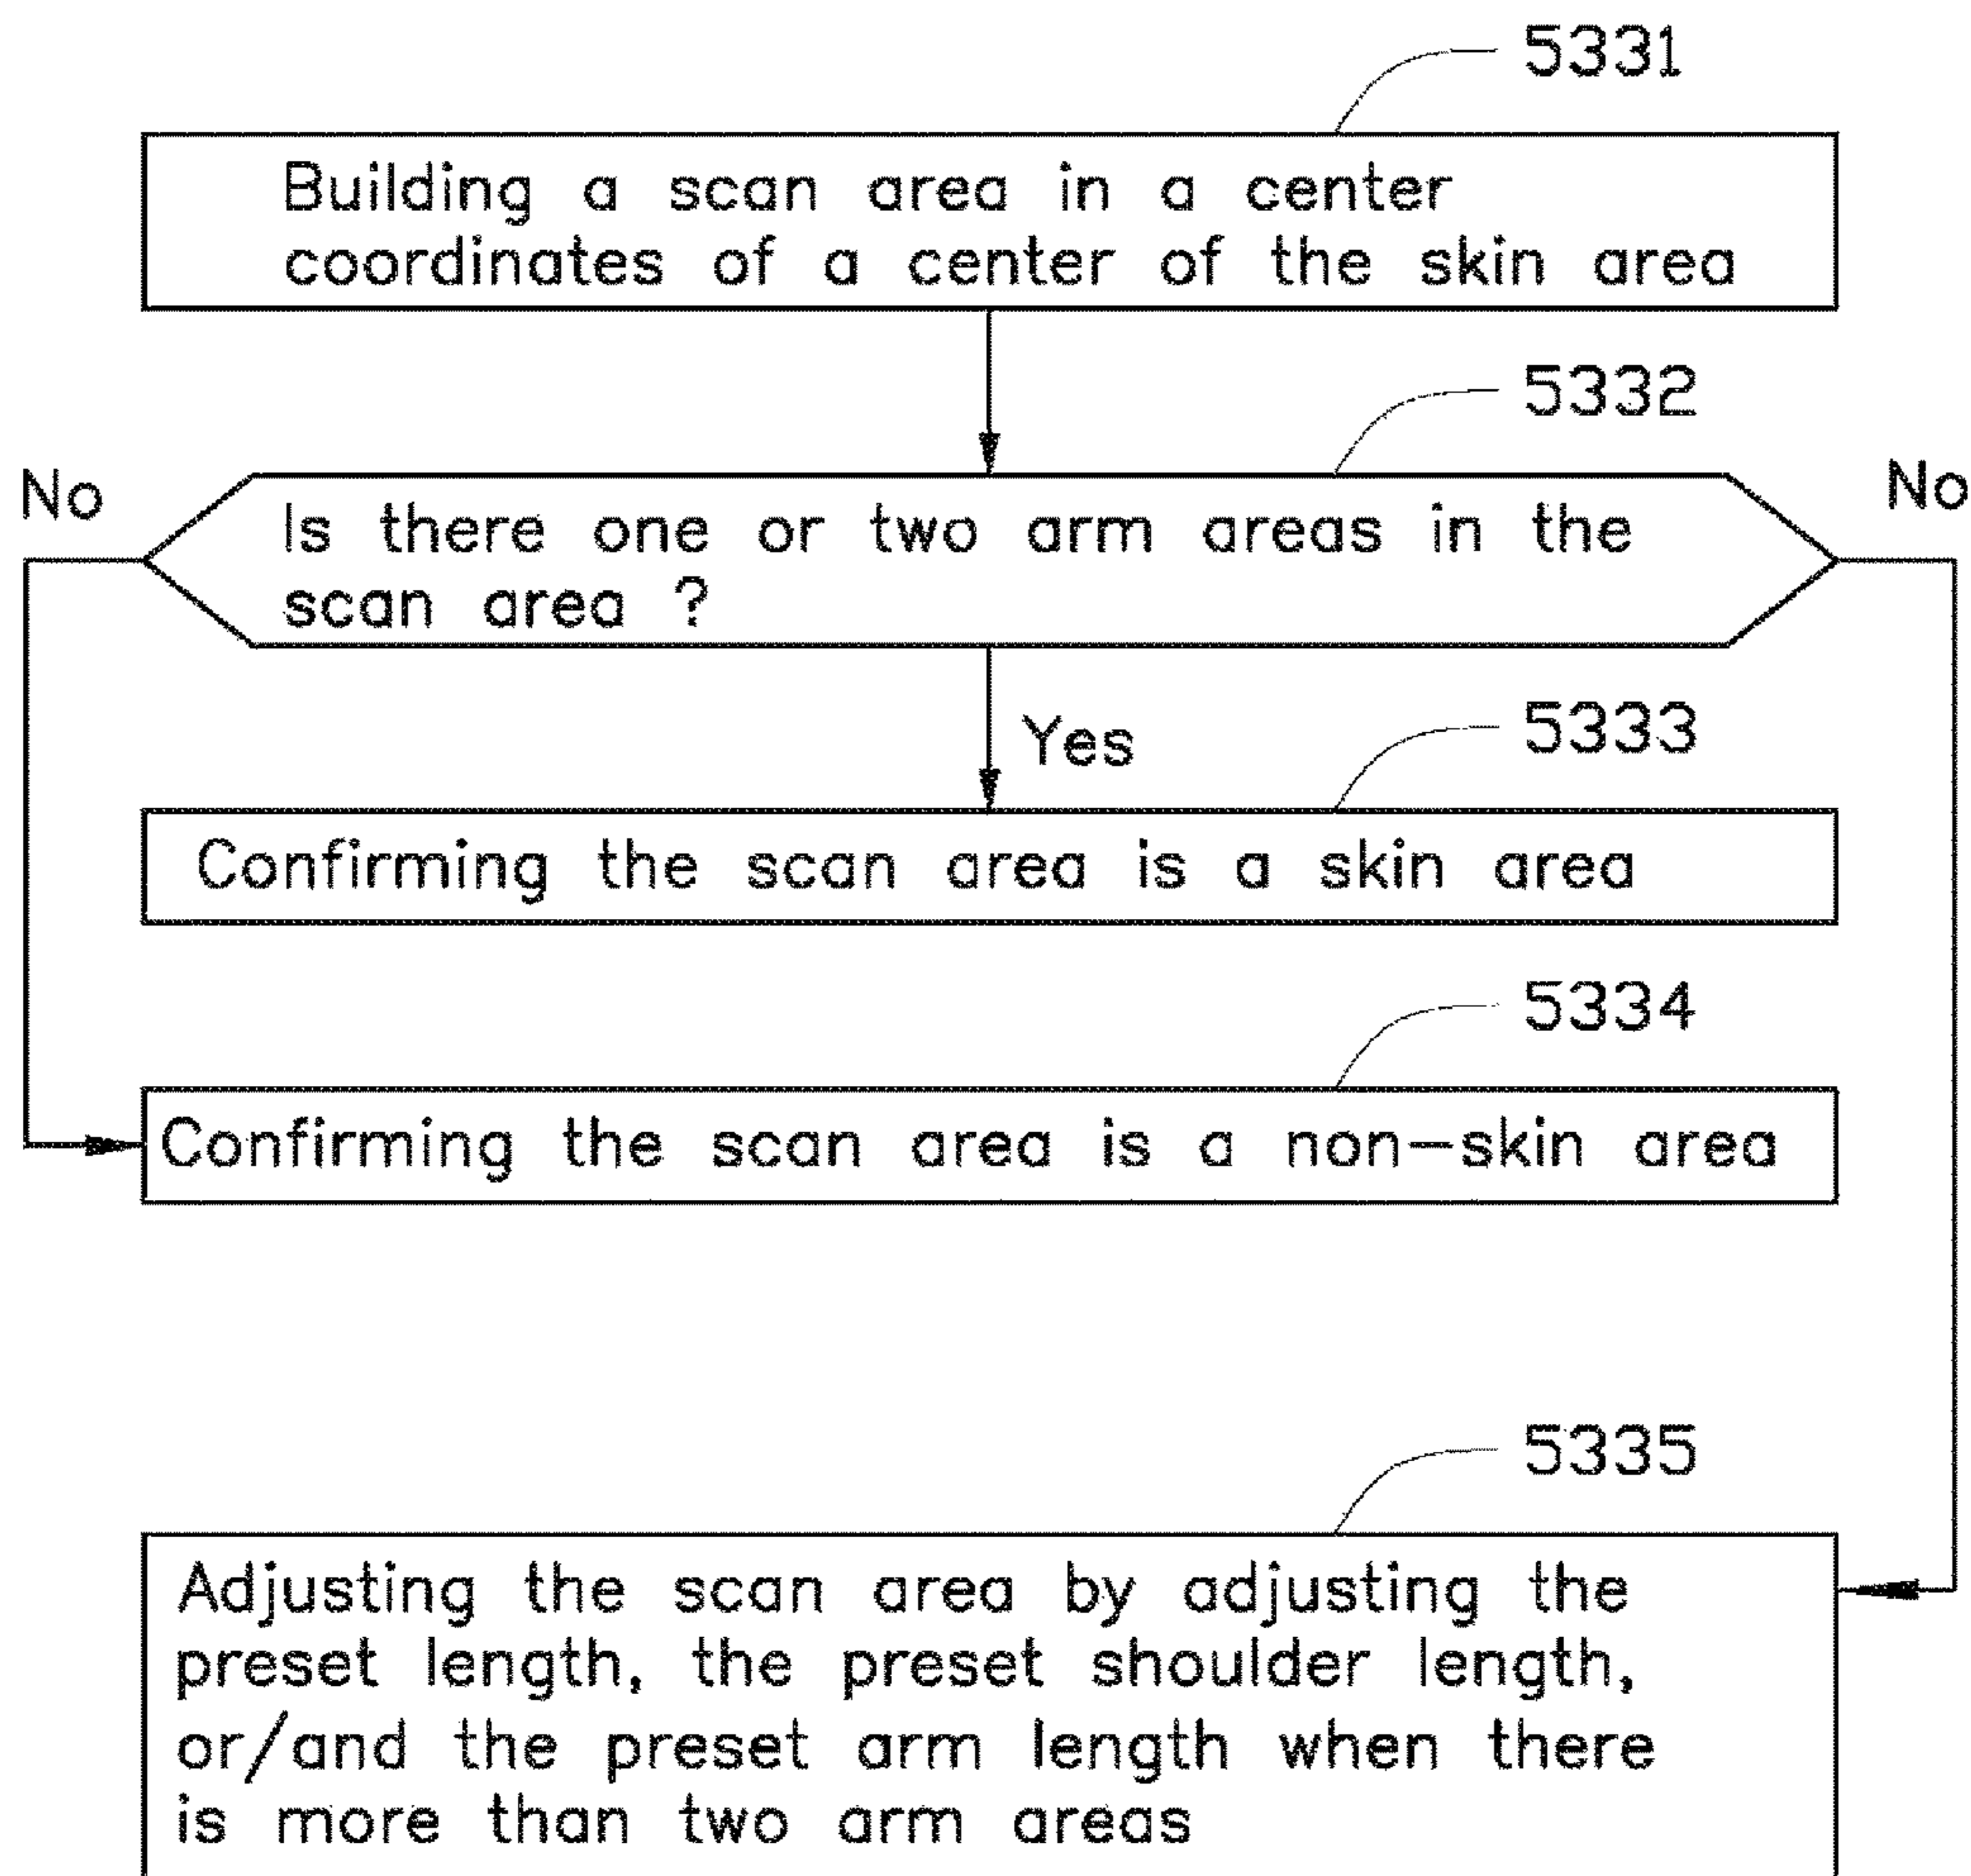 5331
Building a scan area in a center
coordinates of a center of the skin area
5332
No
No
Is there one or two arm areas in the
scan area ?
Yes
5333
Confirming the scan area is a skin area
5334
Confirming the scan area is a non-skin area
5335
Adjusting the scan area by adjusting the
preset length, the preset shoulder length,
or/and the preset arm length when there
is more than two arm areas